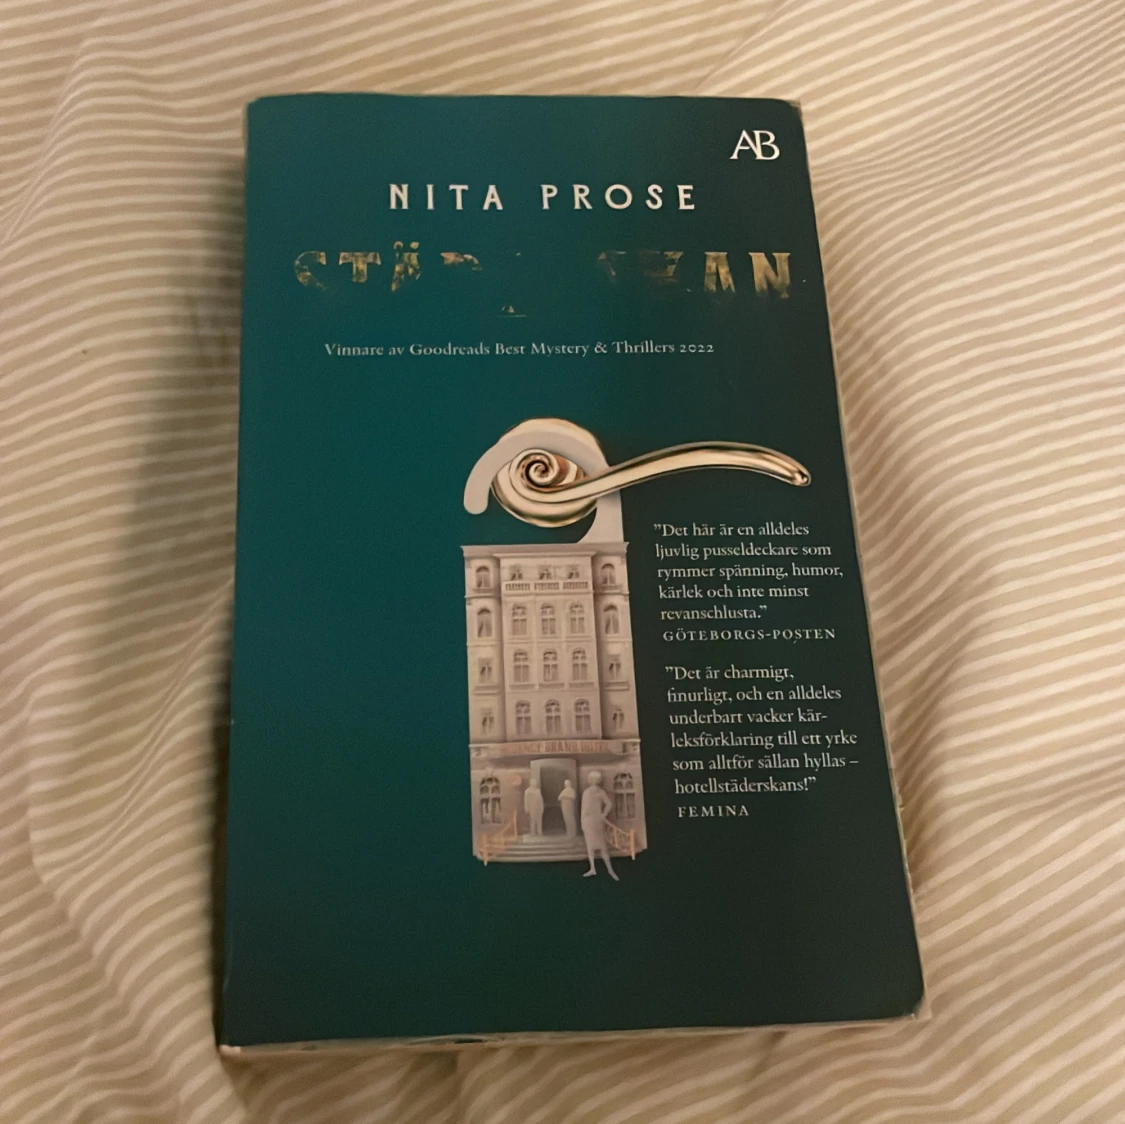 AB
NITA PROSE
Vinnare av Goodreads Best Mystery & Thrillers 2022
"Det här är en alldeles
ljuvlig pusseldeckare som
rymmer spänning, humor,
kärlek och inte minst
revanschlusta."
GÖTEBORGS-POSTEN
"Det är charmigt,
finurligt, och en alldeles
underbart vacker kär-
leksförklaring till ett yrke
som alltför sällan hyllas –
hotellstäderskans!"
FEMINA